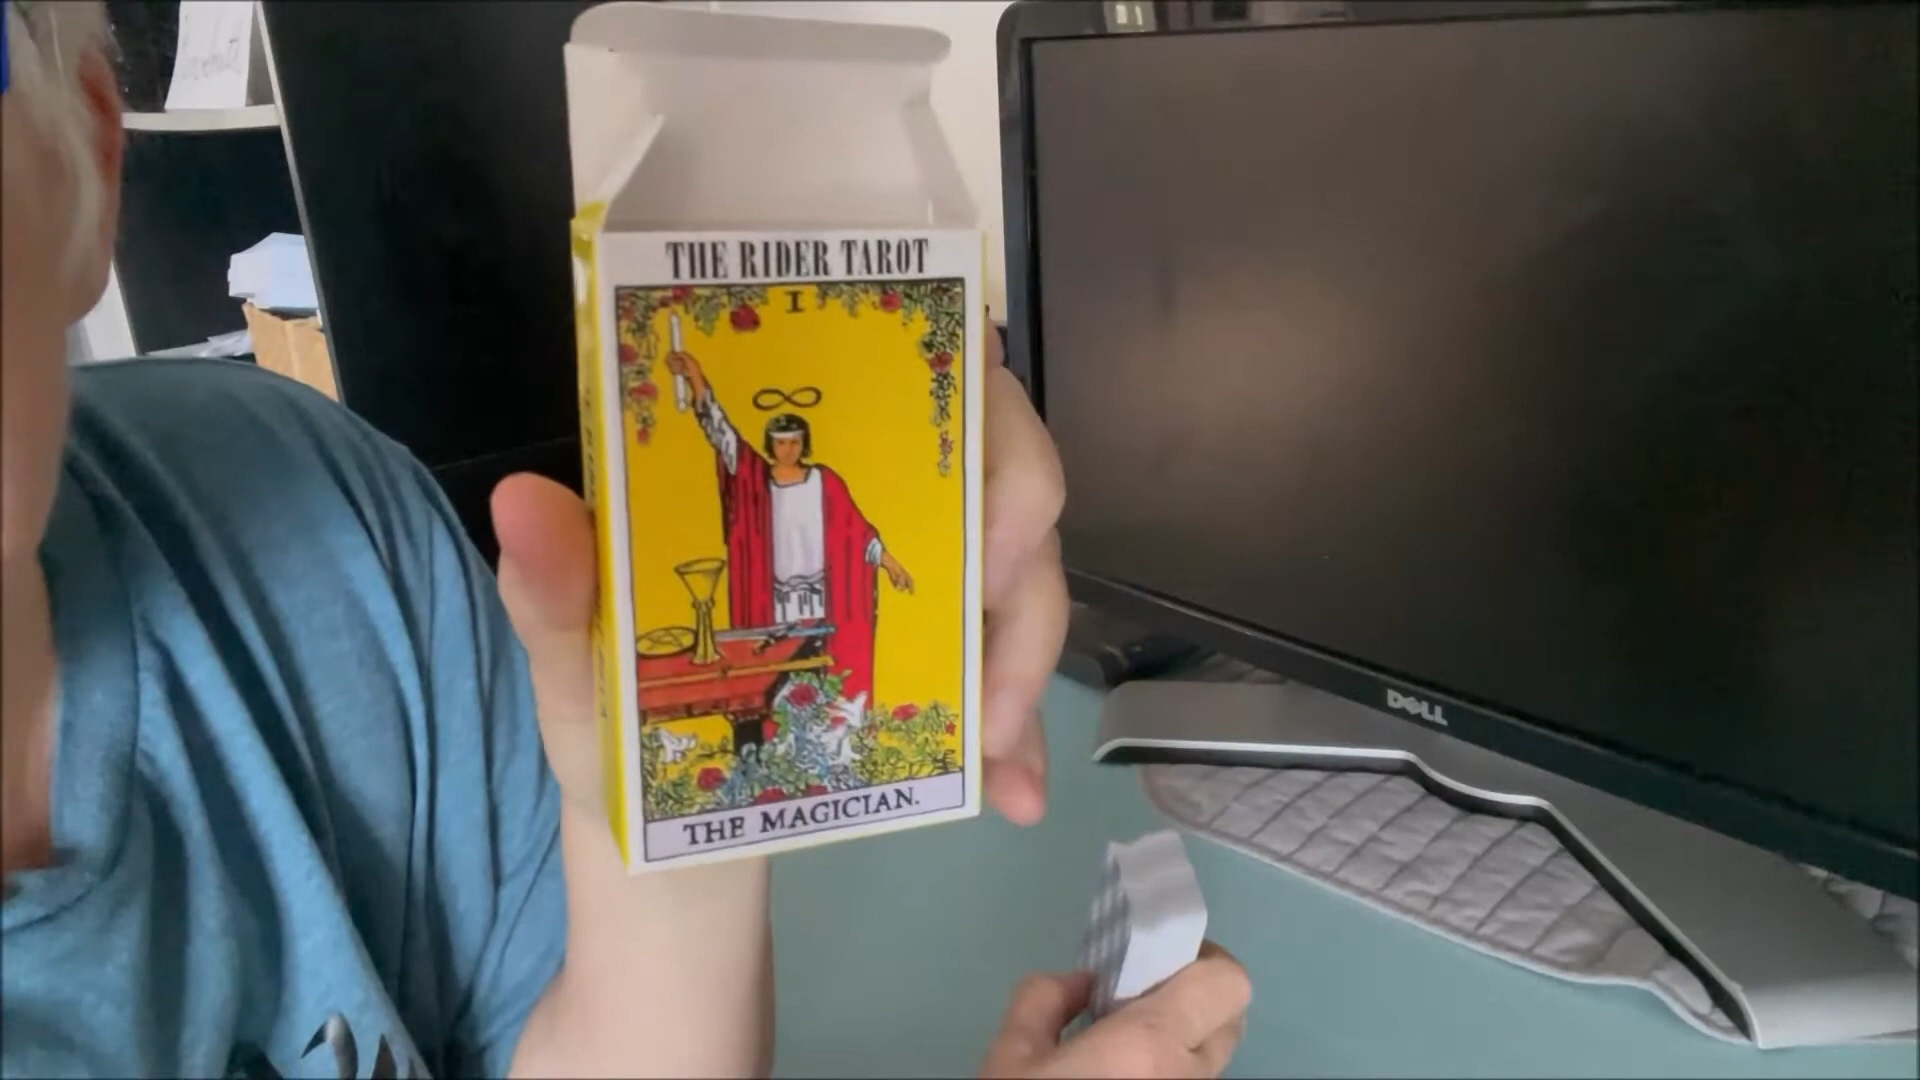 THE RIDER TAROT
I
THE MAGICIAN.
DELL